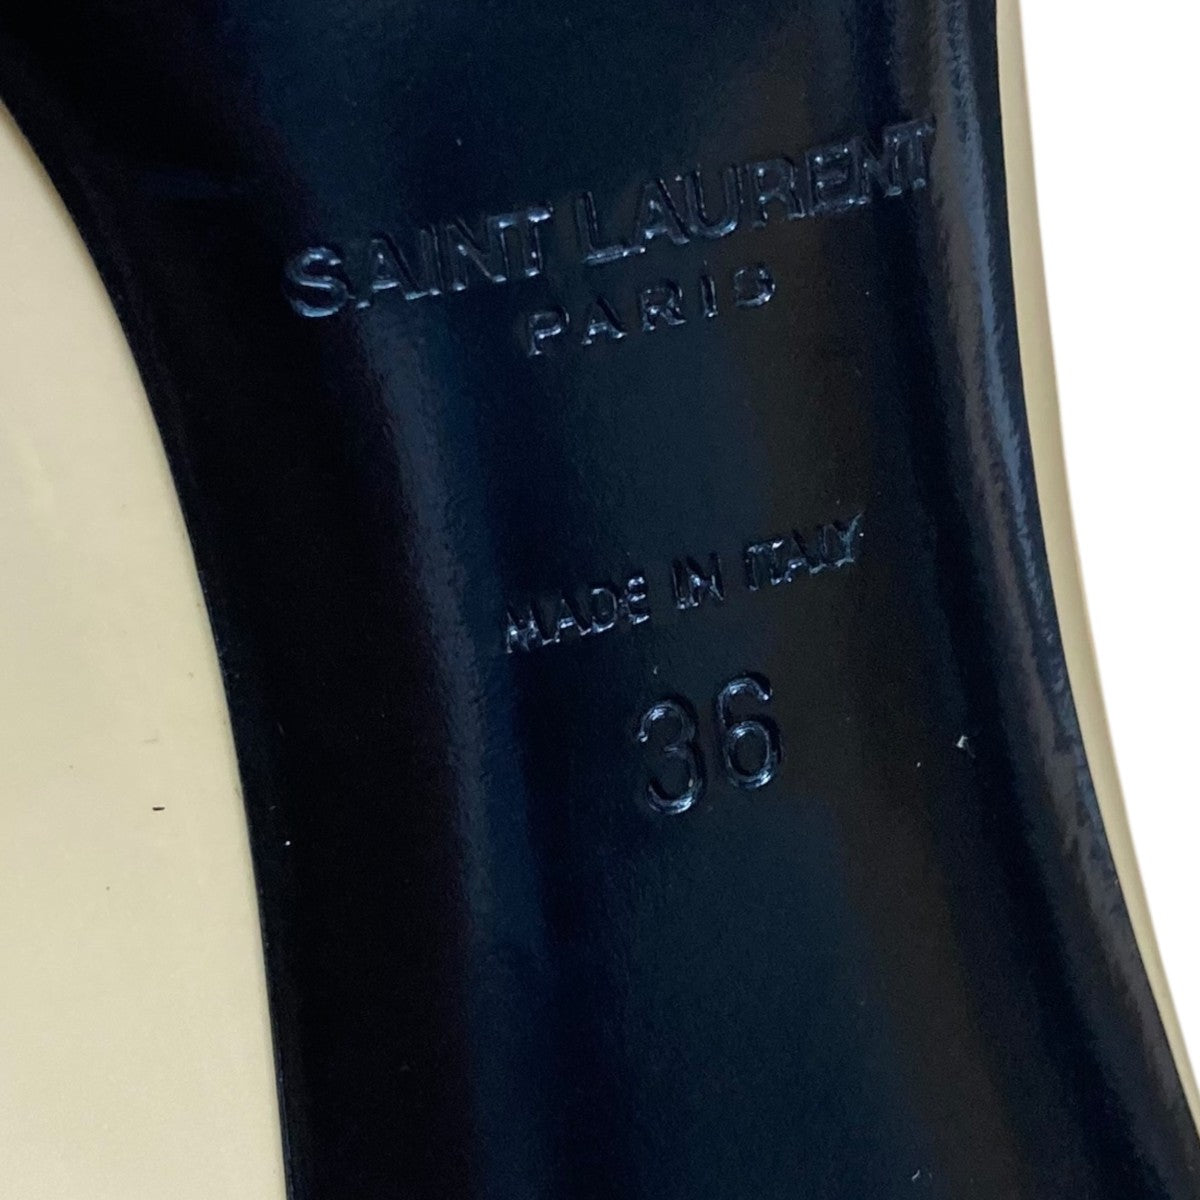 SAINT LAURENT
PARIS
MADE IN ITALY
36